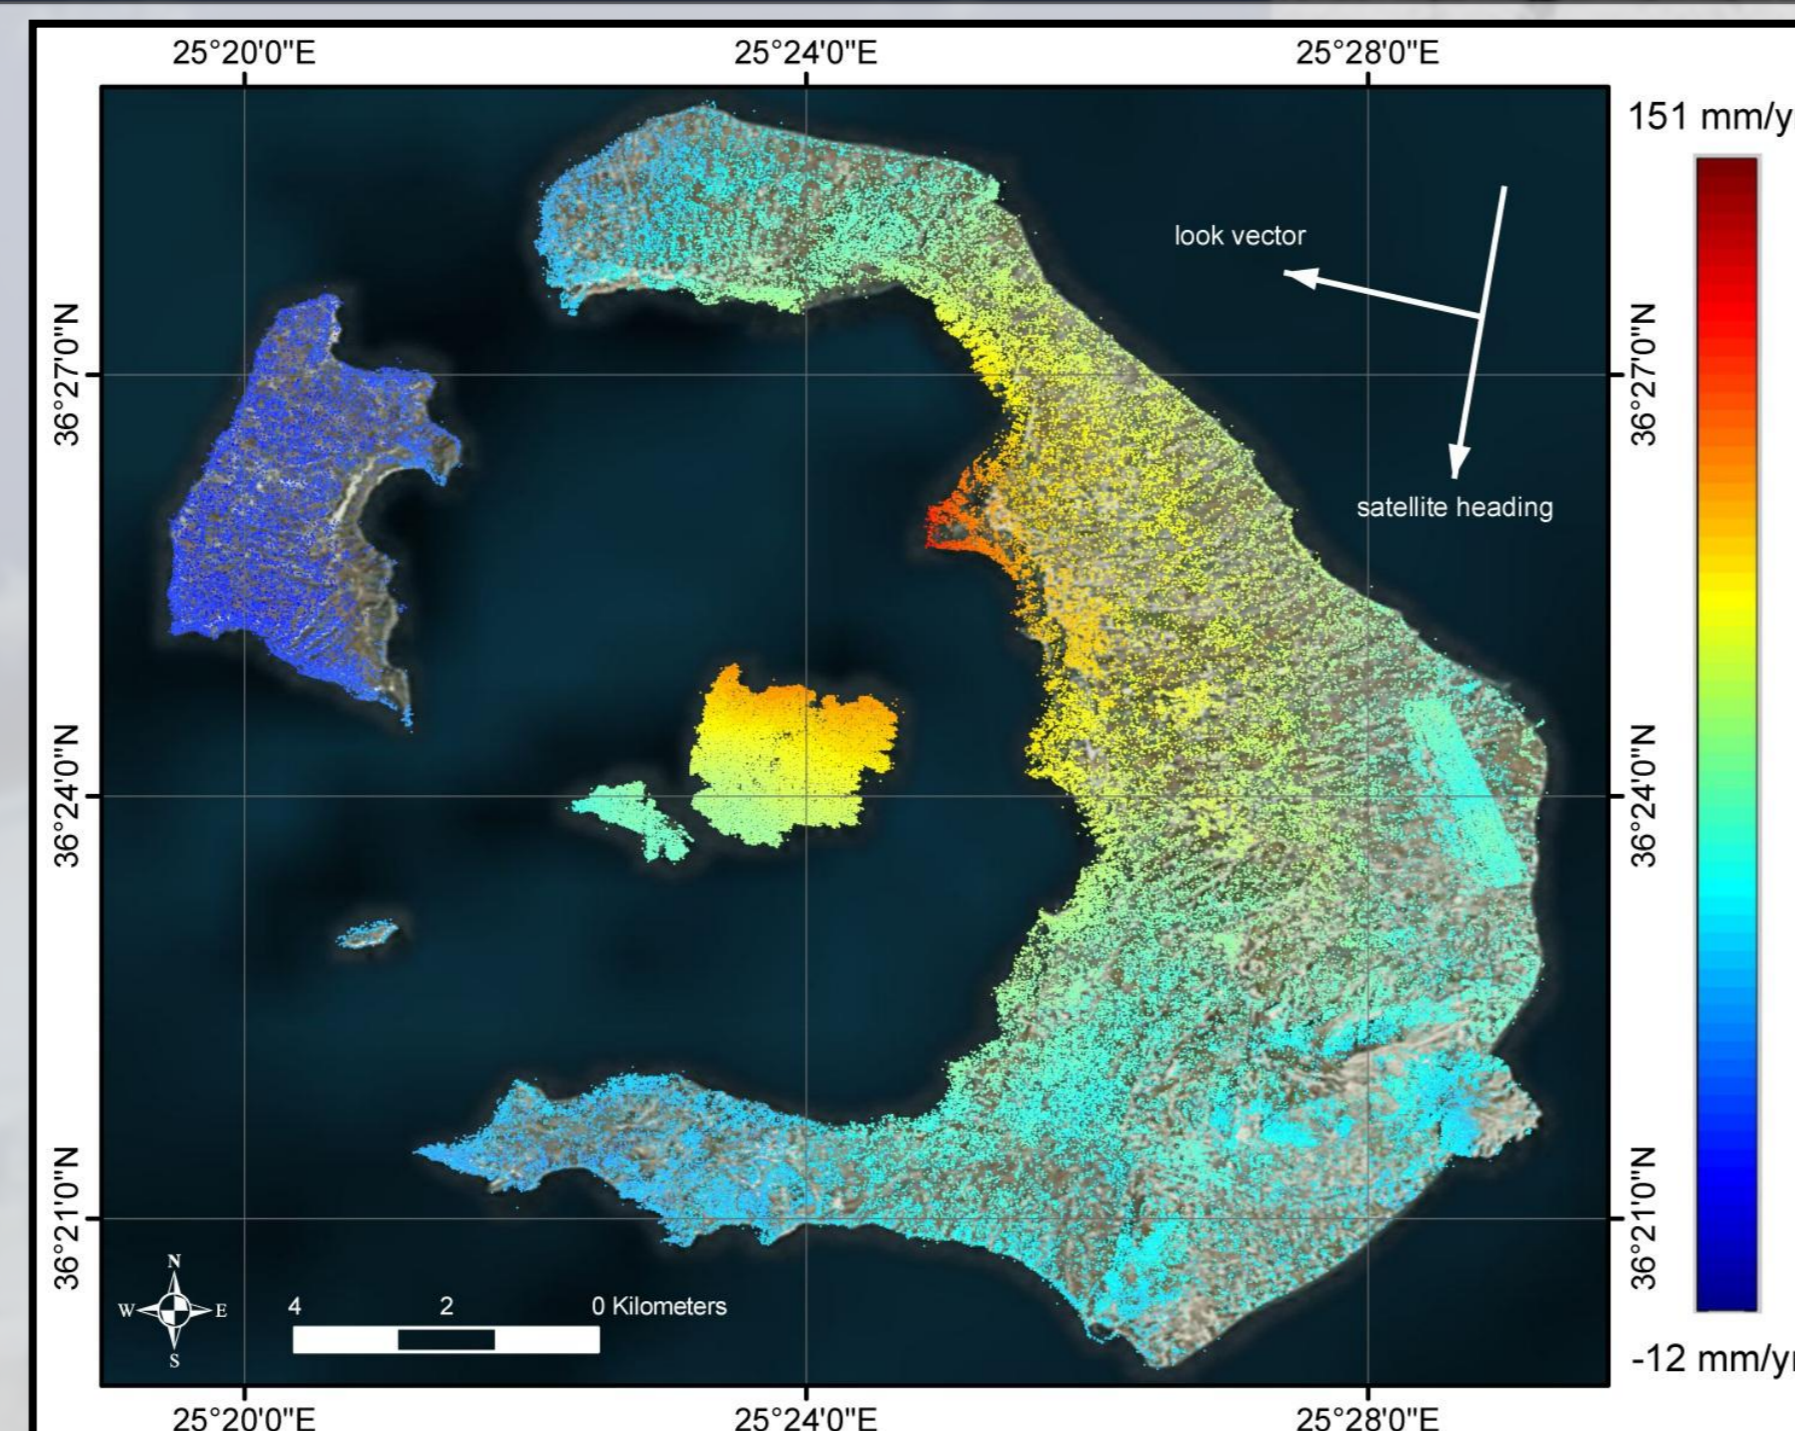 25°20'0"E 25°24'0"E 25°28'0"E
151 mm/y
look vector
36°27'0"N
36°27'0"N
satellite heading
36°24'0"N
36°24'0"N
36°21'0"N
36°21'0"N
N
W E
S
4 2 0 Kilometers
-12 mm/yr
25°20'0"E 25°24'0"E 25°28'0"E